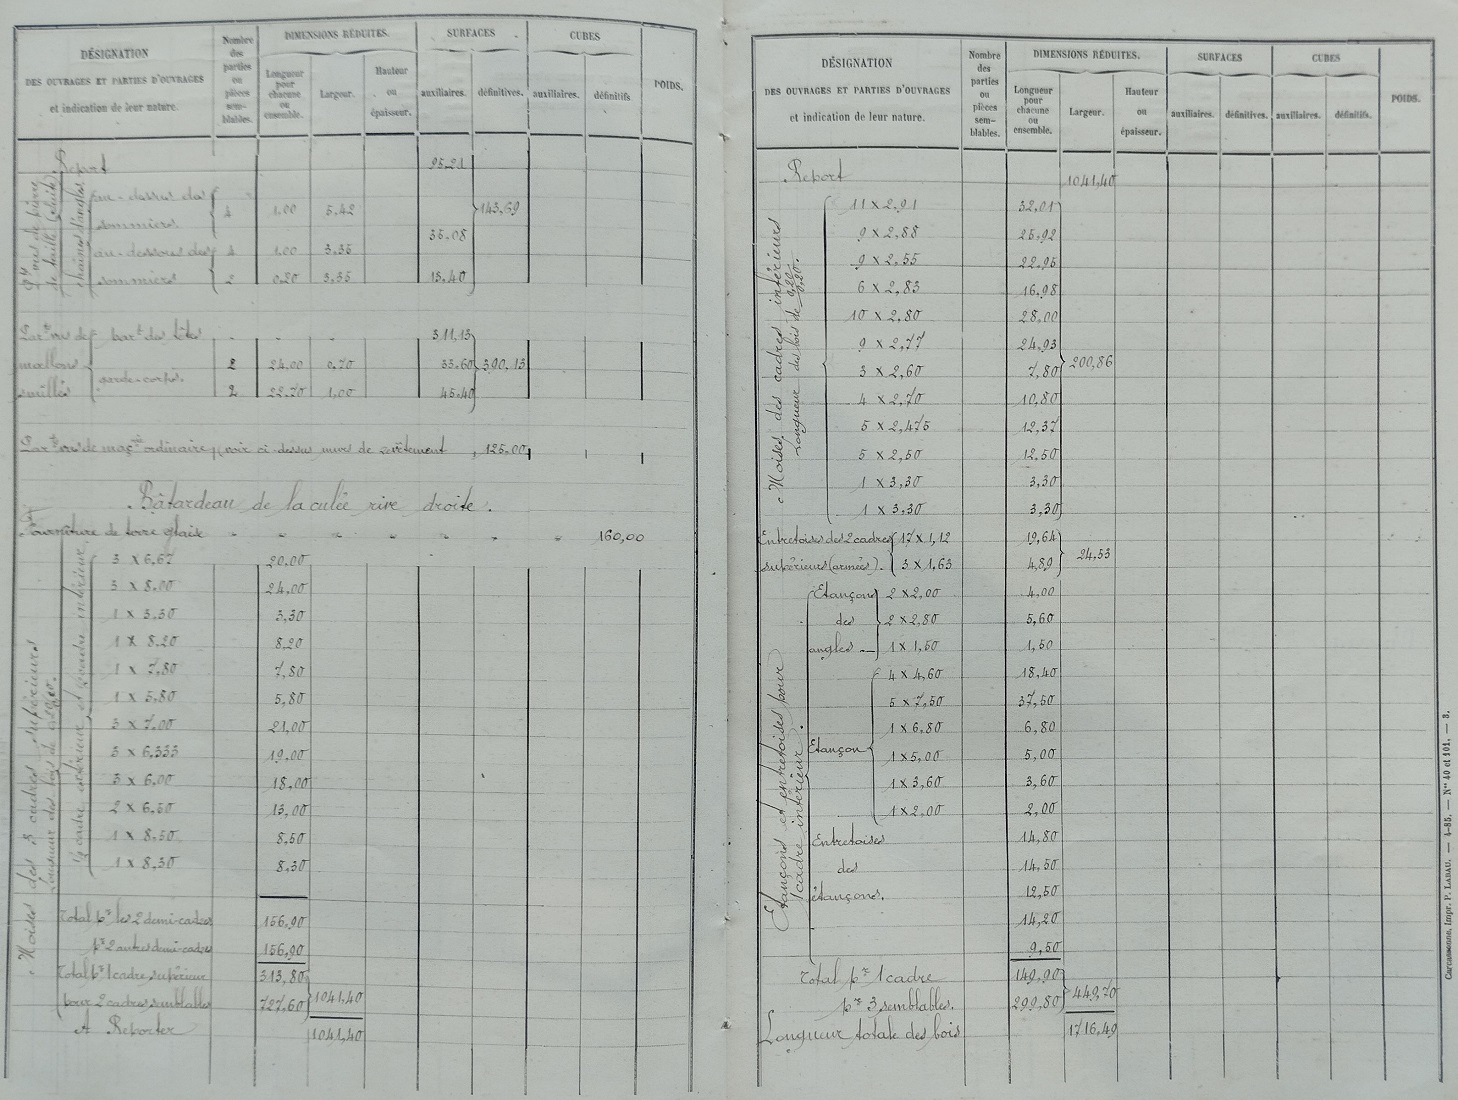 DÉSIGNATION
DES OUVRAGES ET PARTIES D'OUVRAGES
et indication de leur nature.
Nombre des parties ou pièces sem- blables.
DIMENSIONS RÉDUITES.
Longueur pour chacune ou ensemble.
Largeur.
Hauteur ou épaisseur.
SURFACES
auxiliaires.
définitives.
CUBES
auxiliaires.
définitifs
POIDS.
Report 95.21
au-dessus des sommiers 4 1.00 5.42 143,69
35.08
au-dessous des 4 1.00 3.35
sommiers 2 0.20 3.35 13.40
Par.t vus de part des têtes 311,13
moellons 2 24.00 0.70 33.60 390.13
smillés garde-corps. 2 22.70 1.00 45.40
Par.ts vus de maç.rie ordinaire, (voir ci-dessus murs de revêtement 125.00
Bâtardeau de la culée rive droite.
Fourniture de terre glaise 160,00
Moises des 3 cadres supérieurs
Longueur des bois de
½ cadre extérieur et ½ cadre intérieur
3 x 6.67 20.00
3 x 8.00 24,00
1 x 3.30 3,30
1 x 8.20 8,20
1 x 7,80 7,80
1 x 5,80 5,80
3 x 7.00 21,00
3 x 6,333 19,00
3 x 6.00 18,00
2 x 6.50 13,00
1 x 8,50 8,50
1 x 8,30 8,30
Total pr les 2 demi-cadres 156,90
pr 2 autres demi-cadres 156,90
Total pr 1 cadre supérieur 313,80
pour 2 cadres semblables 727,60 1041,40
A Reporter 1041,40
DÉSIGNATION
DES OUVRAGES ET PARTIES D'OUVRAGES
et indication de leur nature.
Nombre des parties ou pièces sem- blables.
DIMENSIONS RÉDUITES.
Longueur pour chacune ou ensemble.
Largeur.
Hauteur ou épaisseur.
SURFACES
auxiliaires.
définitives.
CUBES
auxiliaires.
définitifs.
POIDS.
Report 1041,40
Moises des cadres intérieurs
Longueur des bois de 0,20/0,20.
11 x 2,91 32,01
9 x 2,88 25,92
9 x 2,55 22,95
6 x 2,83 16,98
10 x 2,80 28,00
9 x 2,77 24,93
3 x 2,60 7,80 200,86
4 x 2,70 10,80
5 x 2,475 12,37
5 x 2,50 12,50
1 x 3,30 3,30
1 x 3,30 3,30
Entretoises des 2 cadres 17 x 1,12 19,64
supérieurs (armées). 3 x 1,63 4,89 24,53
Etançons et entretoises pour
1 cadre intérieur.
Etançons 2 x 2,00 4,00
des 2 x 2,80 5,60
angles 1 x 1,50 1,50
4 x 4,60 18,40
5 x 7,50 37,50
1 x 6,80 6,80
Etançon 1 x 5,00 5,00
1 x 3,60 3,60
1 x 2,00 2,00
Entretoises 14,80
des 14,50
étançons. 12,50
14,20
9,50
Total pr 1 cadre 149,90
pr 3 semblables. 299,80 449,70
Longueur totale des bois 1716,49
Carcassonne, Impr. P. LABAU. — 4-85. — Nos 40 et 101. — 3.